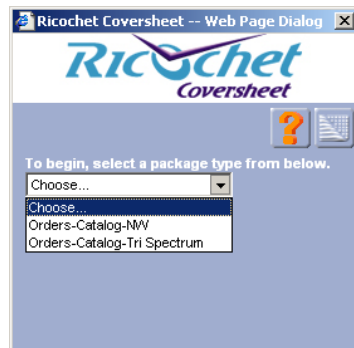 Ricochet Coversheet -- Web Page Dialog
Ricochet
Coversheet
?
To begin, select a package type from below.
Choose...
Choose...
Orders-Catalog-NW
Orders-Catalog-Tri Spectrum